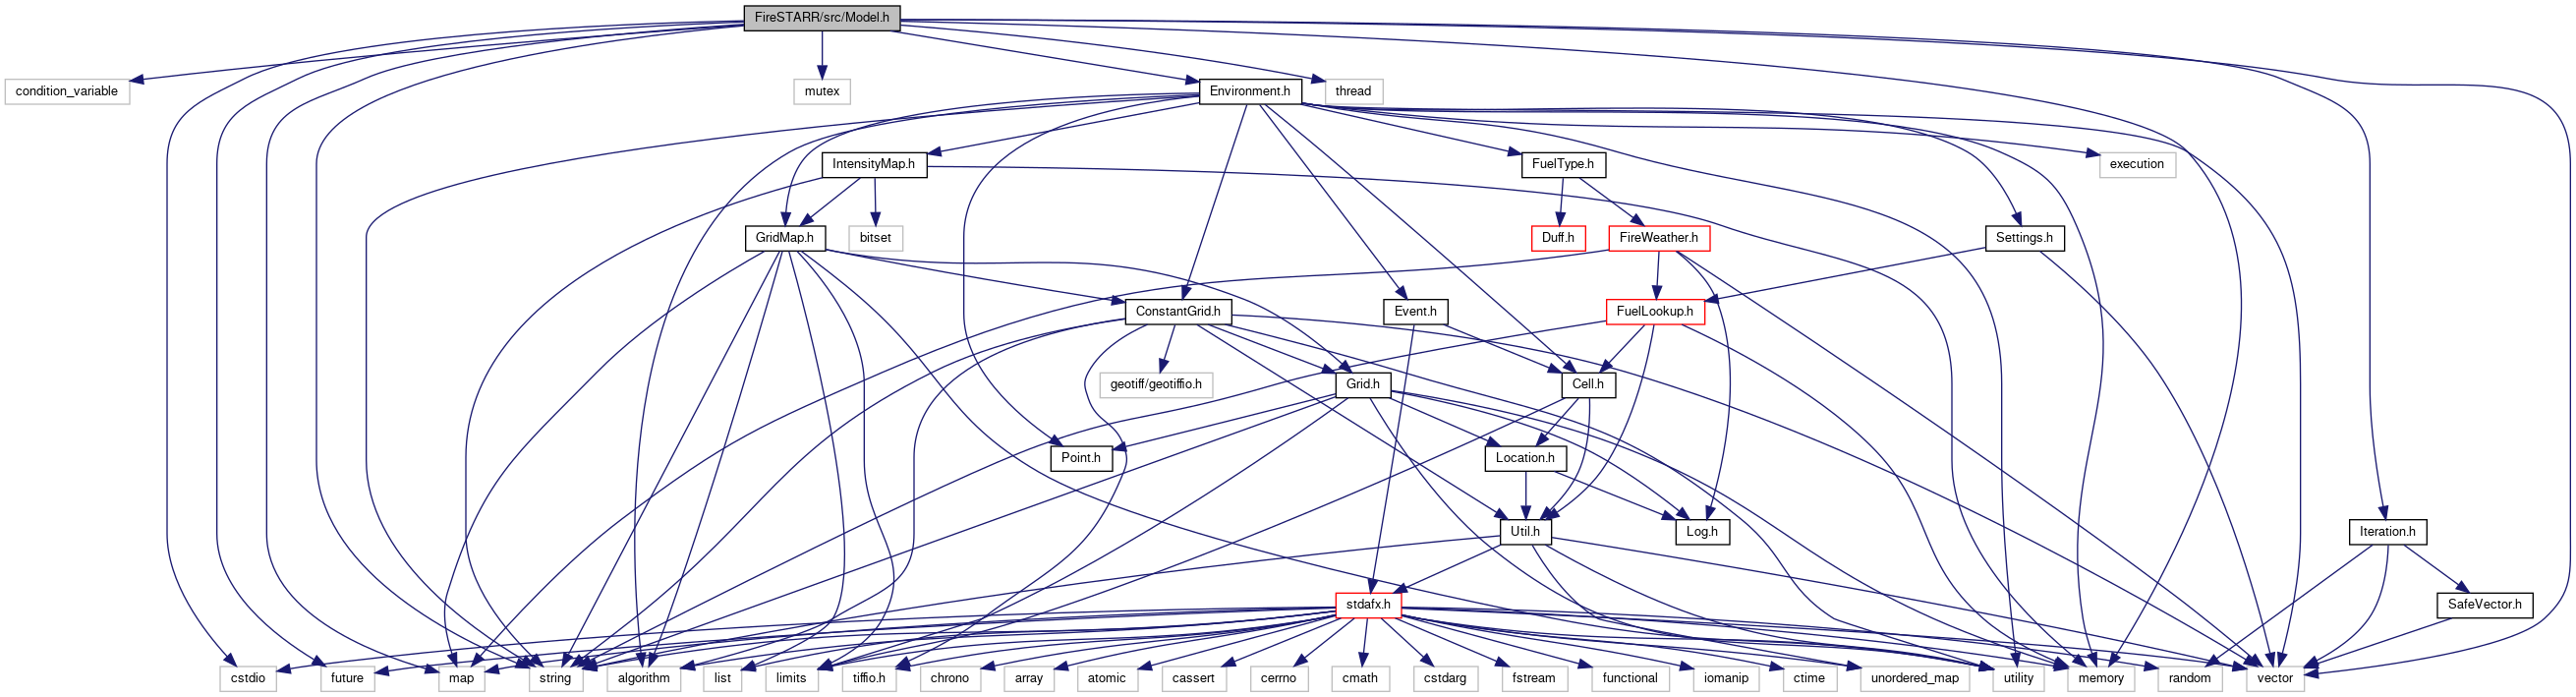 FireSTARR/src/Model.h
condition_variable
mutex
Environment.h
thread
IntensityMap.h
FuelType.h
execution
GridMap.h
bitset
Duff.h
FireWeather.h
Settings.h
ConstantGrid.h
Event.h
FuelLookup.h
geotiff/geotiffio.h
Grid.h
Cell.h
Point.h
Location.h
Util.h
Log.h
Iteration.h
stdafx.h
SafeVector.h
cstdio
future
map
string
algorithm
list
limits
tiffio.h
chrono
array
atomic
cassert
cerrno
cmath
cstdarg
fstream
functional
iomanip
ctime
unordered_map
utility
memory
random
vector